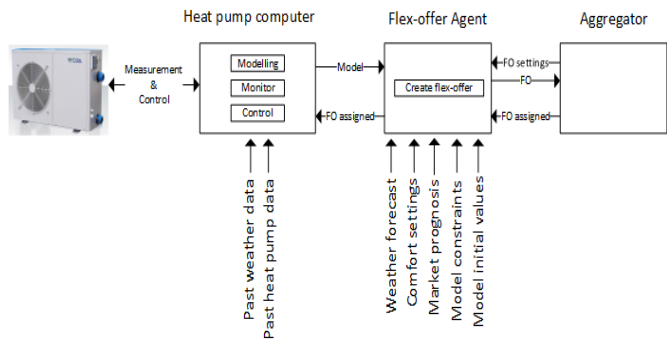 Heat pump computer
Flex-offer Agent
Aggregator
Measurement
&
Control
Modelling
Monitor
Control
Model
FO assigned
Create flex-offer
FO settings
FO
FO assigned
Past weather data
Past heat pump data
Weather forecast
Comfort settings
Market prognosis
Model constraints
Model initial values